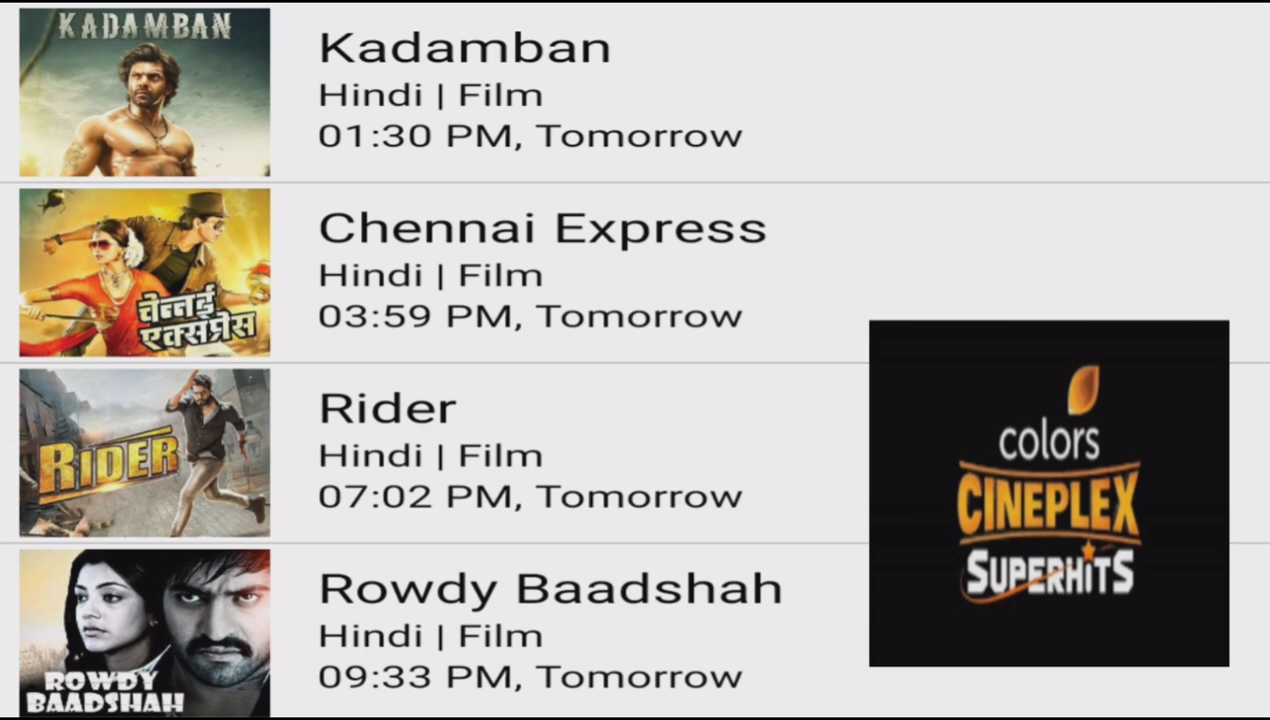 KADAMBAN
Kadamban
Hindi | Film
01:30 PM, Tomorrow
चेन्नई
एक्सप्रेस
Chennai Express
Hindi | Film
03:59 PM, Tomorrow
RIDER
Rider
Hindi | Film
07:02 PM, Tomorrow
ROWDY
BAADSHAH
Rowdy Baadshah
Hindi | Film
09:33 PM, Tomorrow
colors
CINEPLEX
SUPERHITS